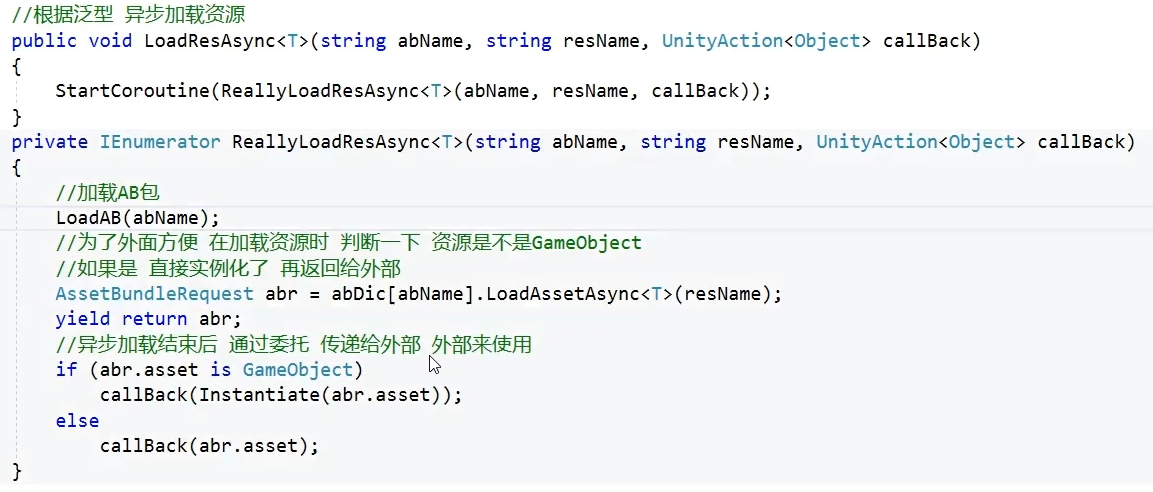 //根据泛型 异步加载资源
public void LoadResAsync<T>(string abName, string resName, UnityAction<Object> callBack)
{
    StartCoroutine(ReallyLoadResAsync<T>(abName, resName, callBack));
}
private IEnumerator ReallyLoadResAsync<T>(string abName, string resName, UnityAction<Object> callBack)
{
    //加载AB包
    LoadAB(abName);
    //为了外面方便 在加载资源时 判断一下 资源是不是GameObject
    //如果是 直接实例化了 再返回给外部
    AssetBundleRequest abr = abDic[abName].LoadAssetAsync<T>(resName);
    yield return abr;
    //异步加载结束后 通过委托 传递给外部 外部来使用
    if (abr.asset is GameObject)
        callBack(Instantiate(abr.asset));
    else
        callBack(abr.asset);
}